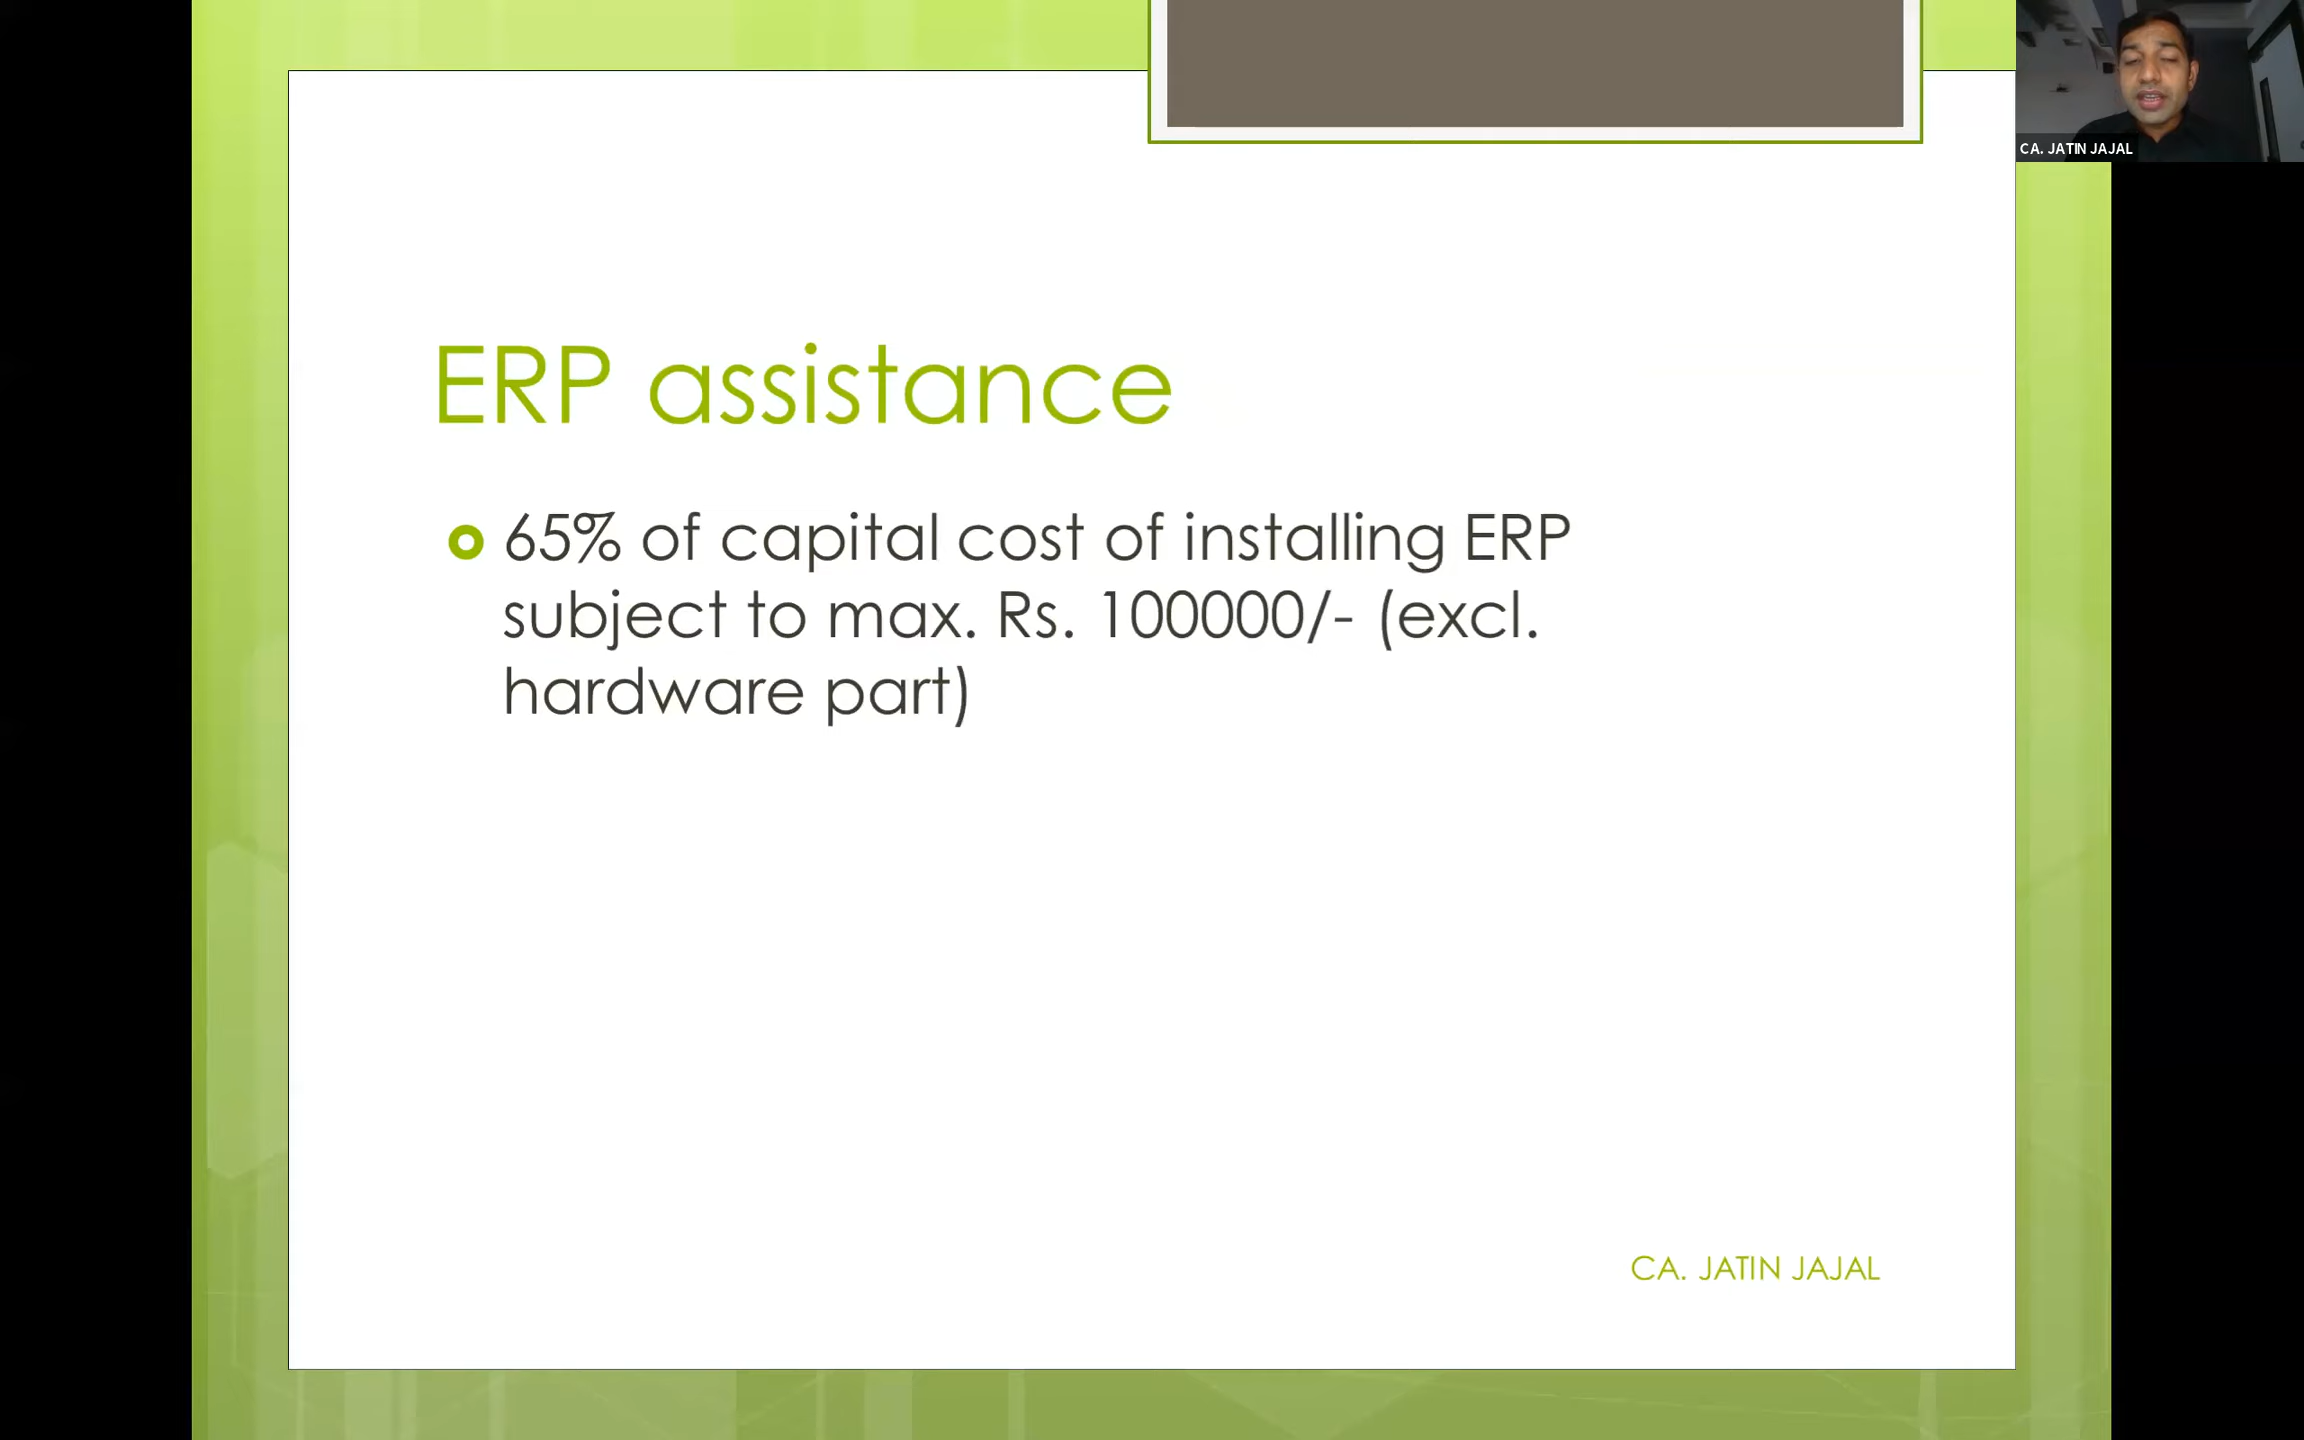 CA. JATIN JAJAL
ERP assistance
65% of capital cost of installing ERP
subject to max. Rs. 100000/- (excl.
hardware part)
CA. JATIN JAJAL